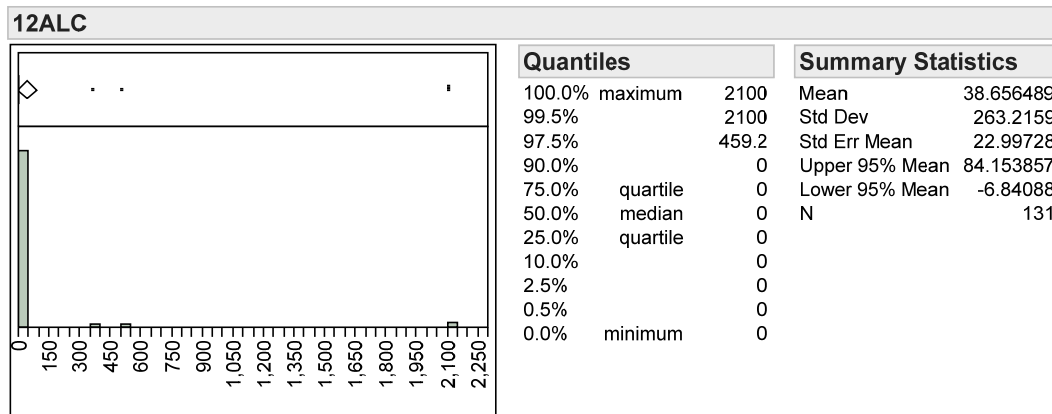 12ALC
Quantiles
100.0% maximum 2100
99.5% 2100
97.5% 459.2
90.0% 0
75.0% quartile 0
50.0% median 0
25.0% quartile 0
10.0% 0
2.5% 0
0.5% 0
0.0% minimum 0
Summary Statistics
Mean 38.656489
Std Dev 263.2159
Std Err Mean 22.99728
Upper 95% Mean 84.153857
Lower 95% Mean -6.84088
N 131
0
150
300
450
600
750
900
1,050
1,200
1,350
1,500
1,650
1,800
1,950
2,100
2,250